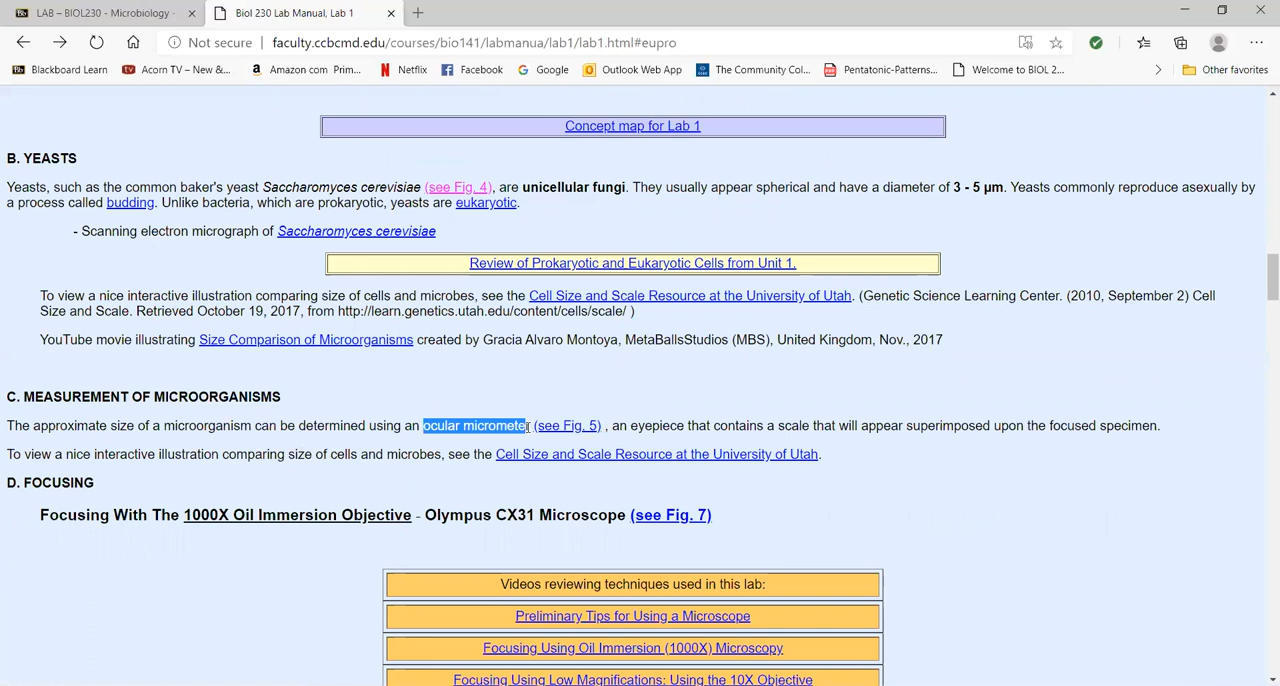 LAB – BIOL230 - Microbiology -
Biol 230 Lab Manual, Lab 1
Not secure | faculty.ccbcmd.edu/courses/bio141/labmanua/lab1/lab1.html#eupro
Blackboard Learn
Acorn TV – New &...
Amazon com Prim...
Netflix
Facebook
Google
Outlook Web App
The Community Col...
Pentatonic-Patterns...
Welcome to BIOL 2...
Other favorites
Concept map for Lab 1
B. YEASTS
Yeasts, such as the common baker's yeast Saccharomyces cerevisiae (see Fig. 4), are unicellular fungi. They usually appear spherical and have a diameter of 3 - 5 µm. Yeasts commonly reproduce asexually by
a process called budding. Unlike bacteria, which are prokaryotic, yeasts are eukaryotic.
- Scanning electron micrograph of Saccharomyces cerevisiae
Review of Prokaryotic and Eukaryotic Cells from Unit 1.
To view a nice interactive illustration comparing size of cells and microbes, see the Cell Size and Scale Resource at the University of Utah. (Genetic Science Learning Center. (2010, September 2) Cell
Size and Scale. Retrieved October 19, 2017, from http://learn.genetics.utah.edu/content/cells/scale/ )
YouTube movie illustrating Size Comparison of Microorganisms created by Gracia Alvaro Montoya, MetaBallsStudios (MBS), United Kingdom, Nov., 2017
C. MEASUREMENT OF MICROORGANISMS
The approximate size of a microorganism can be determined using an ocular micromete (see Fig. 5) , an eyepiece that contains a scale that will appear superimposed upon the focused specimen.
To view a nice interactive illustration comparing size of cells and microbes, see the Cell Size and Scale Resource at the University of Utah.
D. FOCUSING
Focusing With The 1000X Oil Immersion Objective - Olympus CX31 Microscope (see Fig. 7)
Videos reviewing techniques used in this lab:
Preliminary Tips for Using a Microscope
Focusing Using Oil Immersion (1000X) Microscopy
Focusing Using Low Magnifications: Using the 10X Objective